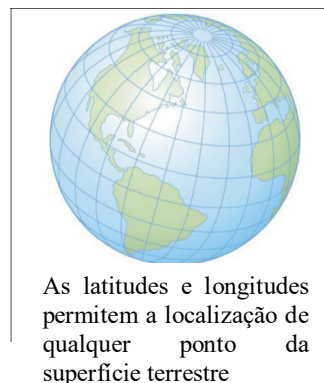 As latitudes e longitudes
permitem a localização de
qualquer ponto da
superfície terrestre